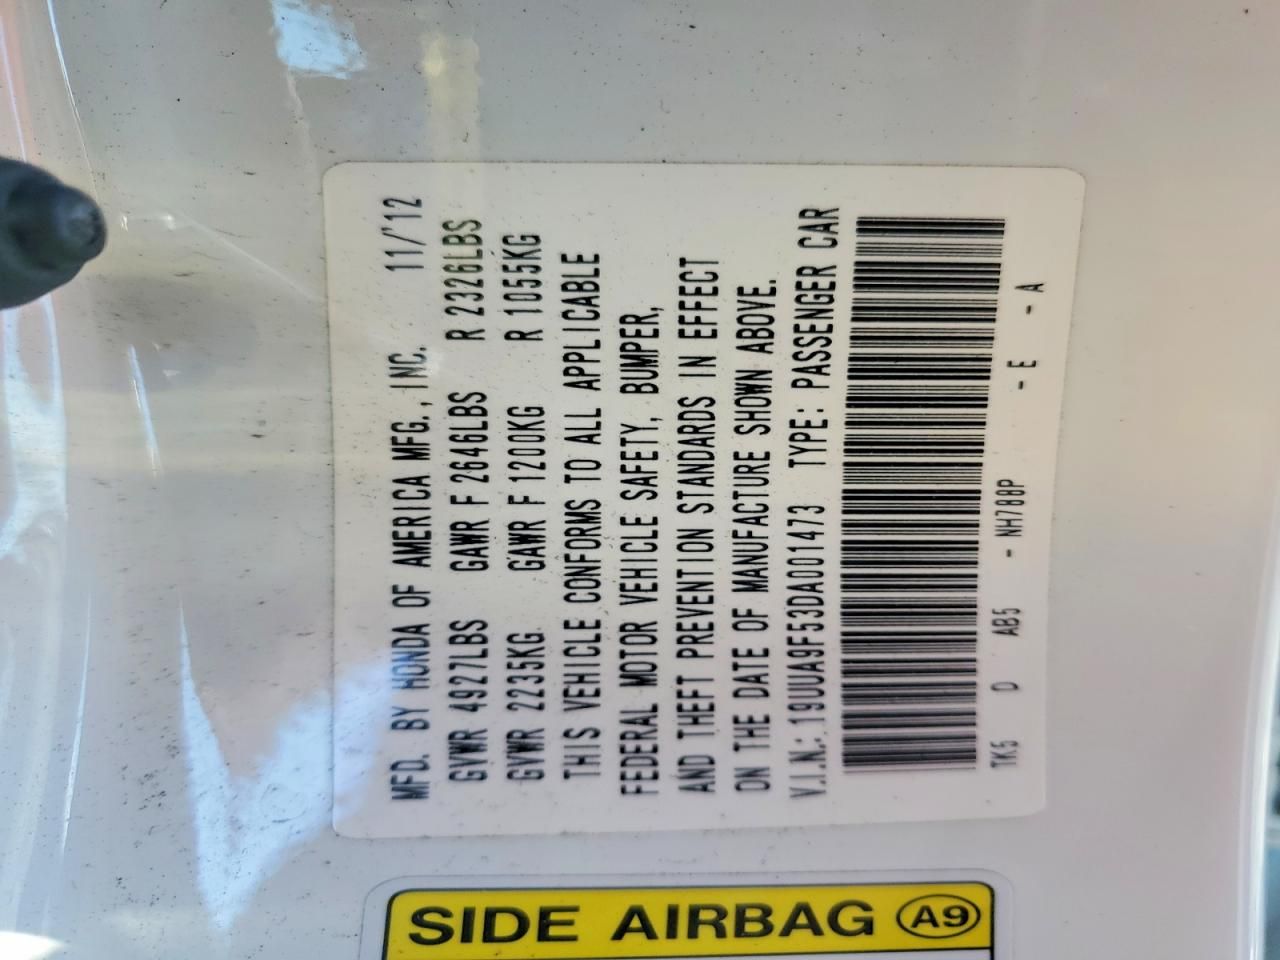 MFD. BY HONDA OF AMERICA MFG., INC. 11/'12
GVWR 4927LBS GAWR F 2646LBS R 2326LBS
GVWR 2235KG GAWR F 1200KG R 1055KG
THIS VEHICLE CONFORMS TO ALL APPLICABLE
FEDERAL MOTOR VEHICLE SAFETY, BUMPER,
AND THEFT PREVENTION STANDARDS IN EFFECT
ON THE DATE OF MANUFACTURE SHOWN ABOVE.
V.I.N.: 19UUA9F53DA001473 TYPE: PASSENGER CAR
TK5 D AB5 - NH788P - E - A
SIDE AIRBAG A9